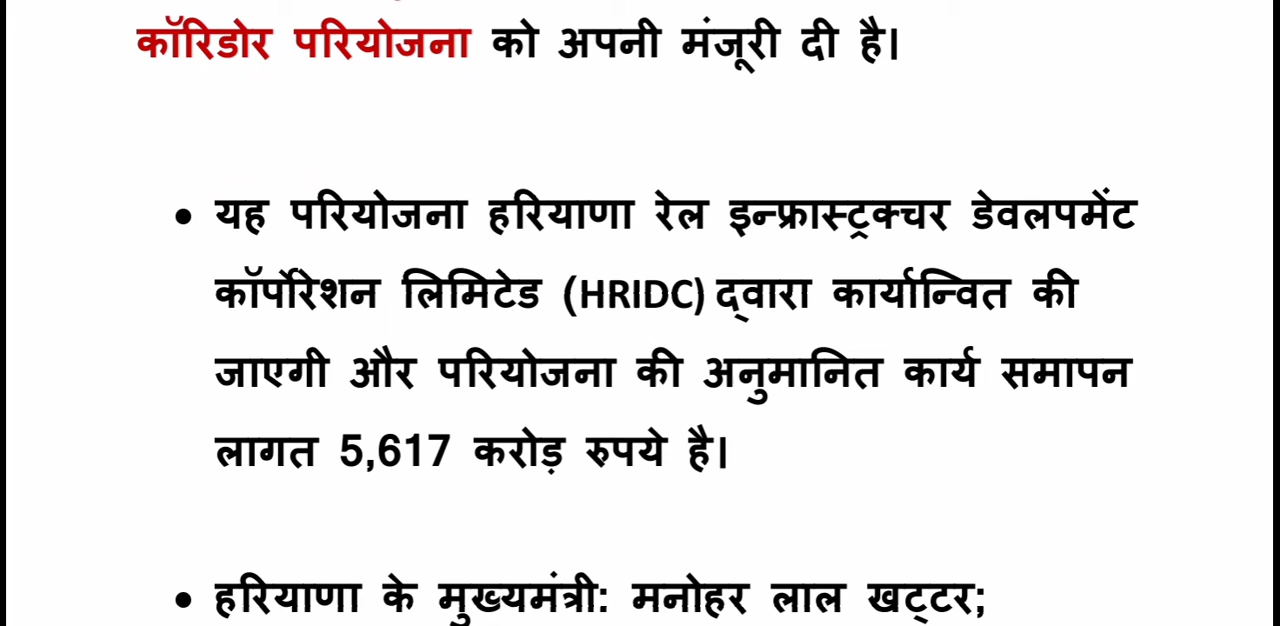 कॉरिडोर परियोजना को अपनी मंजूरी दी है।
• यह परियोजना हरियाणा रेल इन्फ्रास्ट्रक्चर डेवलपमेंट
कॉर्पोरेशन लिमिटेड (HRIDC) द्वारा कार्यान्वित की
जाएगी और परियोजना की अनुमानित कार्य समापन
लागत 5,617 करोड़ रुपये है।
• हरियाणा के मुख्यमंत्री: मनोहर लाल खट्टर;